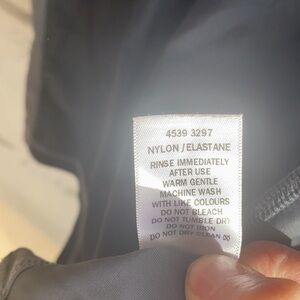 4539 3297
NYLON/ELASTANE
RINSE IMMEDIATELY
AFTER USE
WARM GENTLE
MACHINE WASH
WITH LIKE COLOURS
DO NOT BLEACH
DO NOT TUMBLE DRY
DO NOT IRON
DO NOT DRY CLEAN